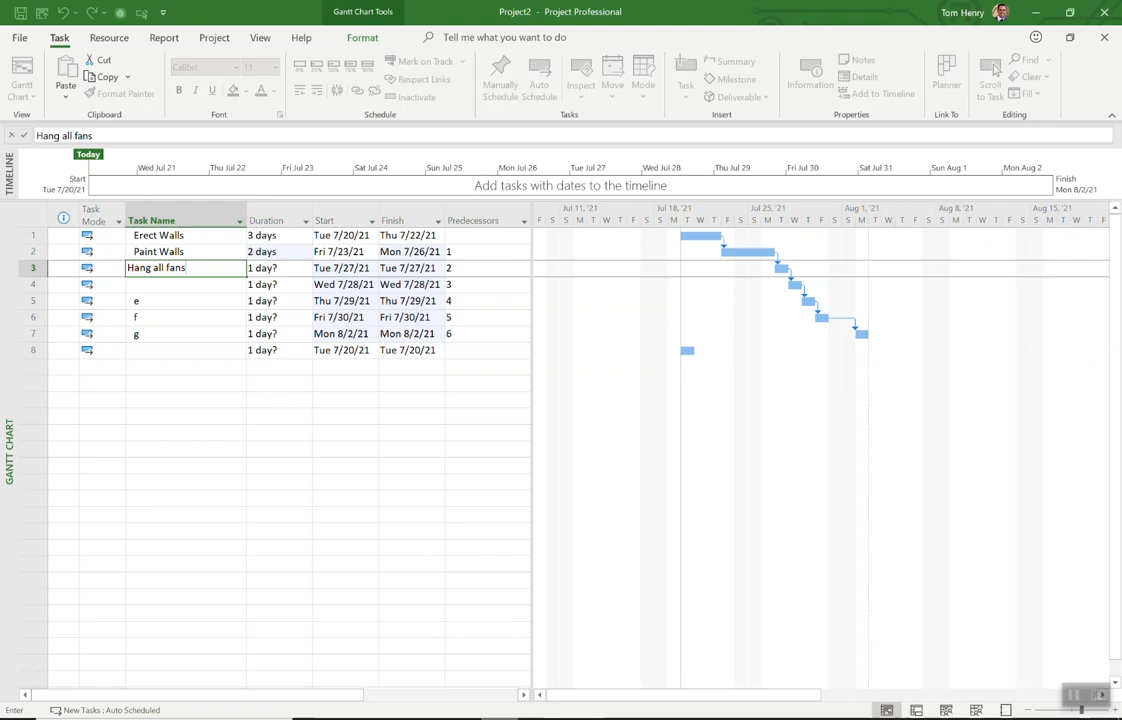 Gantt Chart Tools
Project2 - Project Professional
Tom Henry
File Task Resource Report Project View Help Format Tell me what you want to do
Gantt
Chart
View
Paste
Cut
Copy
Format Painter
Clipboard
Calibri 11
B I U A
Font
0% 25% 50% 75% 100%
Mark on Track
Respect Links
Inactivate
Schedule
Manually
Schedule
Auto
Schedule
Inspect
Move
Mode
Tasks
Task
Summary
Milestone
Deliverable
Insert
Information
Notes
Details
Add to Timeline
Properties
Planner
Link To
Scroll
to Task
Find
Clear
Fill
Editing
Hang all fans
TIMELINE
Today
Wed Jul 21 Thu Jul 22 Fri Jul 23 Sat Jul 24 Sun Jul 25 Mon Jul 26 Tue Jul 27 Wed Jul 28 Thu Jul 29 Fri Jul 30 Sat Jul 31 Sun Aug 1 Mon Aug 2
Start
Tue 7/20/21
Add tasks with dates to the timeline
Finish
Mon 8/2/21
GANTT CHART
Task
Mode
Task Name Duration Start Finish Predecessors
Jul 11, '21 Jul 18, '21 Jul 25, '21 Aug 1, '21 Aug 8, '21 Aug 15, '21
F S S M T W T F S S M T W T F S S M T W T F S S M T W T F S S M T W T F S S M T W T F
1 Erect Walls 3 days Tue 7/20/21 Thu 7/22/21
2 Paint Walls 2 days Fri 7/23/21 Mon 7/26/21 1
3 Hang all fans 1 day? Tue 7/27/21 Tue 7/27/21 2
4 1 day? Wed 7/28/21 Wed 7/28/21 3
5 e 1 day? Thu 7/29/21 Thu 7/29/21 4
6 f 1 day? Fri 7/30/21 Fri 7/30/21 5
7 g 1 day? Mon 8/2/21 Mon 8/2/21 6
8 1 day? Tue 7/20/21 Tue 7/20/21
Enter New Tasks : Auto Scheduled